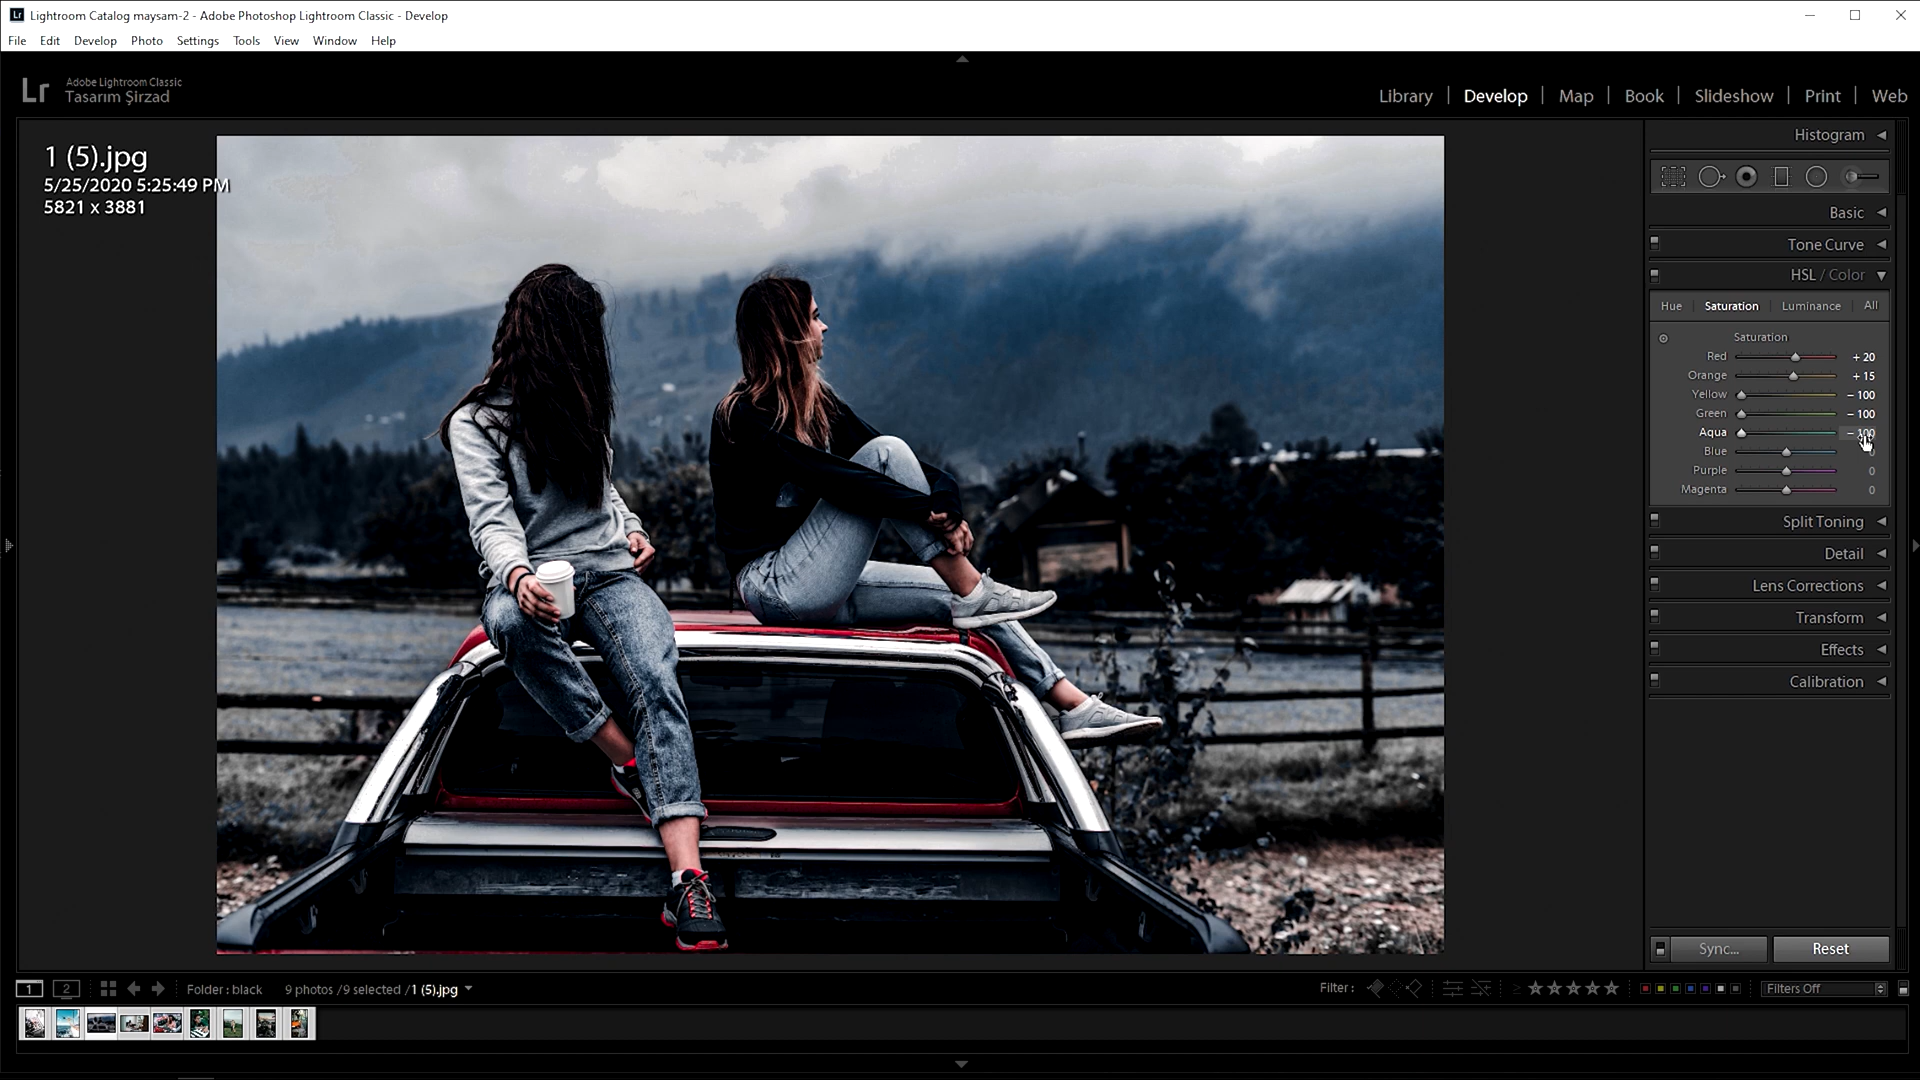 Lr Lightroom Catalog maysam-2 - Adobe Photoshop Lightroom Classic - Develop
File Edit Develop Photo Settings Tools View Window Help
Lr Adobe Lightroom Classic
Tasarım Şirzad
Library | Develop | Map | Book | Slideshow | Print | Web
1 (5).jpg
5/25/2020 5:25:49 PM
5821 x 3881
Histogram
Basic
Tone Curve
HSL / Color
Hue Saturation Luminance All
Saturation
Red + 20
Orange + 15
Yellow – 100
Green – 100
Aqua – 100
Blue 0
Purple 0
Magenta 0
Split Toning
Detail
Lens Corrections
Transform
Effects
Calibration
Sync... Reset
1 2 Folder : black 9 photos /9 selected /1 (5).jpg Filter : ≥ Filters Off